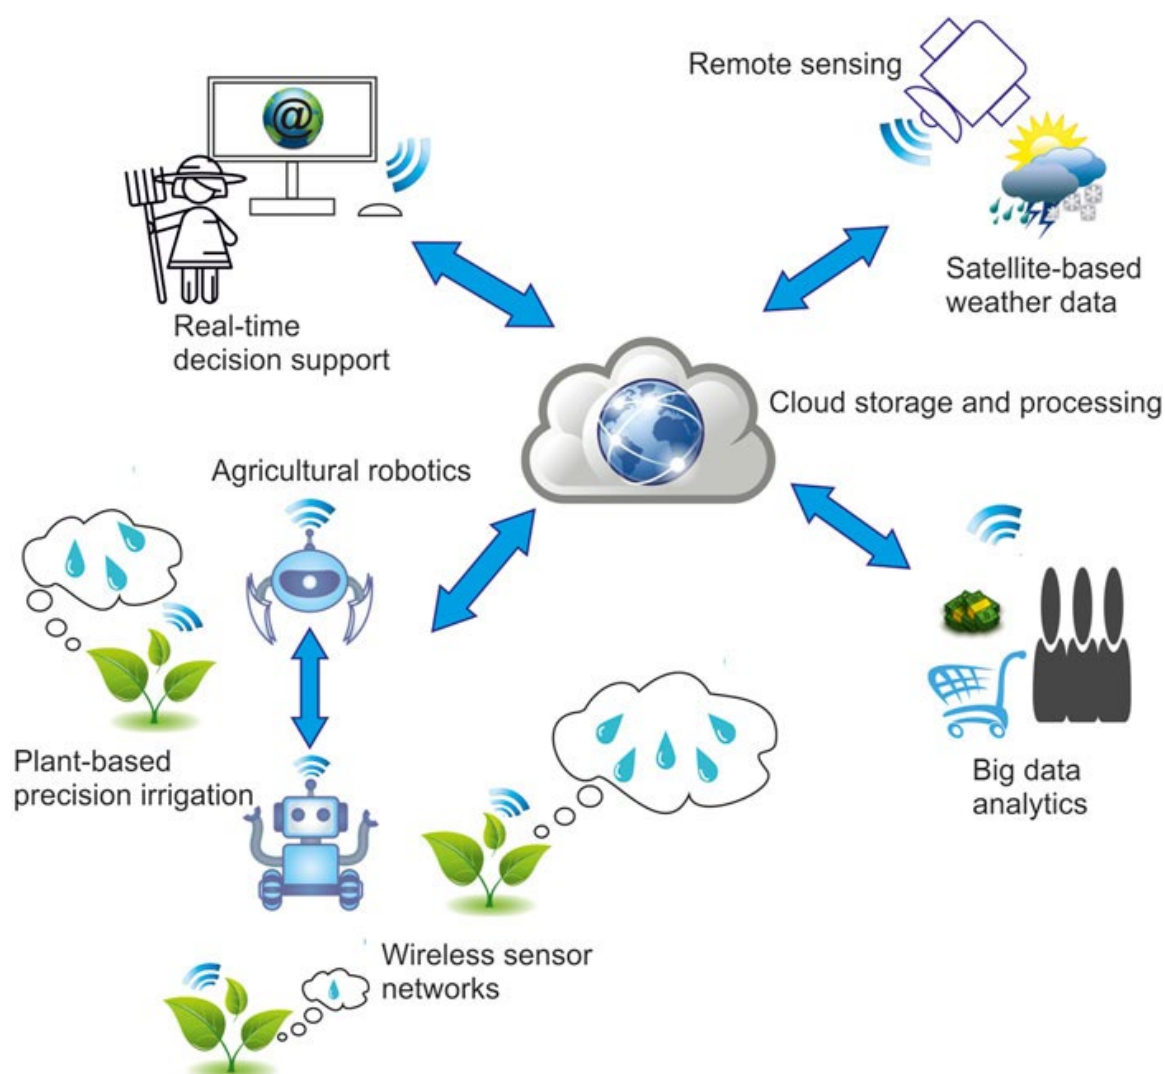 Remote sensing
@
Satellite-based
weather data
Real-time
decision support
Cloud storage and processing
Agricultural robotics
Plant-based
precision irrigation
Big data
analytics
Wireless sensor
networks